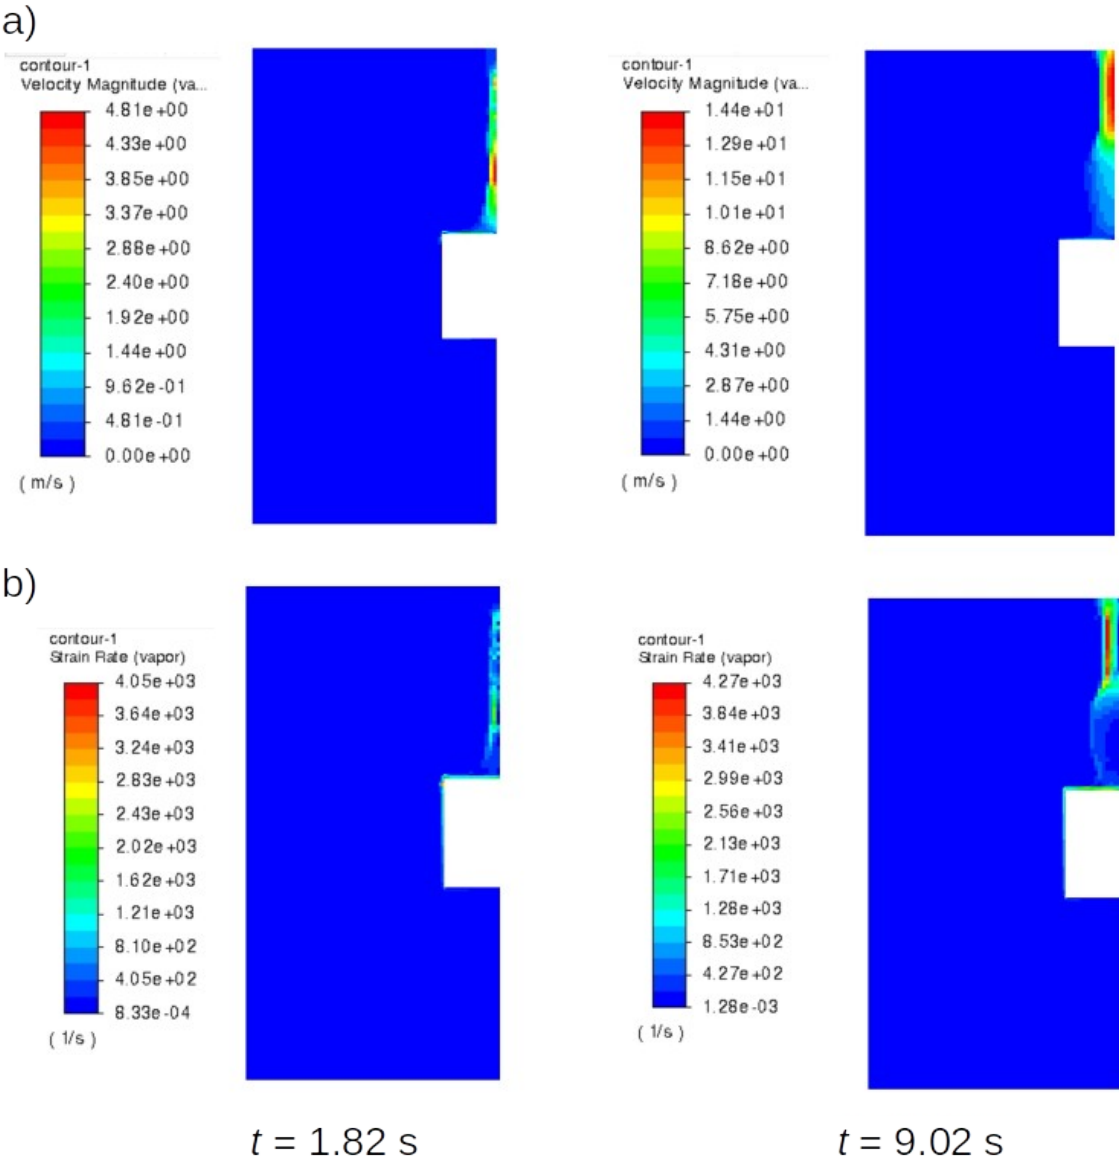 a)
contour-1
Velocity Magnitude (va...
4.81e+00
4.33e+00
3.85e+00
3.37e+00
2.88e+00
2.40e+00
1.92e+00
1.44e+00
9.62e-01
4.81e-01
0.00e+00
( m/s )
contour-1
Velocity Magnitude (va...
1.44e+01
1.29e+01
1.15e+01
1.01e+01
8.62e+00
7.18e+00
5.75e+00
4.31e+00
2.87e+00
1.44e+00
0.00e+00
( m/s )
b)
contour-1
Strain Rate (vapor)
4.05e+03
3.64e+03
3.24e+03
2.83e+03
2.43e+03
2.02e+03
1.62e+03
1.21e+03
8.10e+02
4.05e+02
8.33e-04
( 1/s )
contour-1
Strain Rate (vapor)
4.27e+03
3.84e+03
3.41e+03
2.99e+03
2.56e+03
2.13e+03
1.71e+03
1.28e+03
8.53e+02
4.27e+02
1.28e-03
( 1/s )
t = 1.82 s
t = 9.02 s